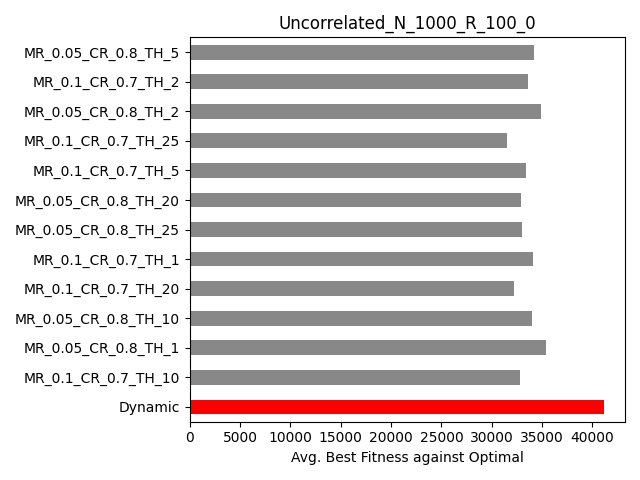 Uncorrelated_N_1000_R_100_0
MR_0.05_CR_0.8_TH_5
MR_0.1_CR_0.7_TH_2
MR_0.05_CR_0.8_TH_2
MR_0.1_CR_0.7_TH_25
MR_0.1_CR_0.7_TH_5
MR_0.05_CR_0.8_TH_20
MR_0.05_CR_0.8_TH_25
MR_0.1_CR_0.7_TH_1
MR_0.1_CR_0.7_TH_20
MR_0.05_CR_0.8_TH_10
MR_0.05_CR_0.8_TH_1
MR_0.1_CR_0.7_TH_10
Dynamic
0 5000 10000 15000 20000 25000 30000 35000 40000
Avg. Best Fitness against Optimal